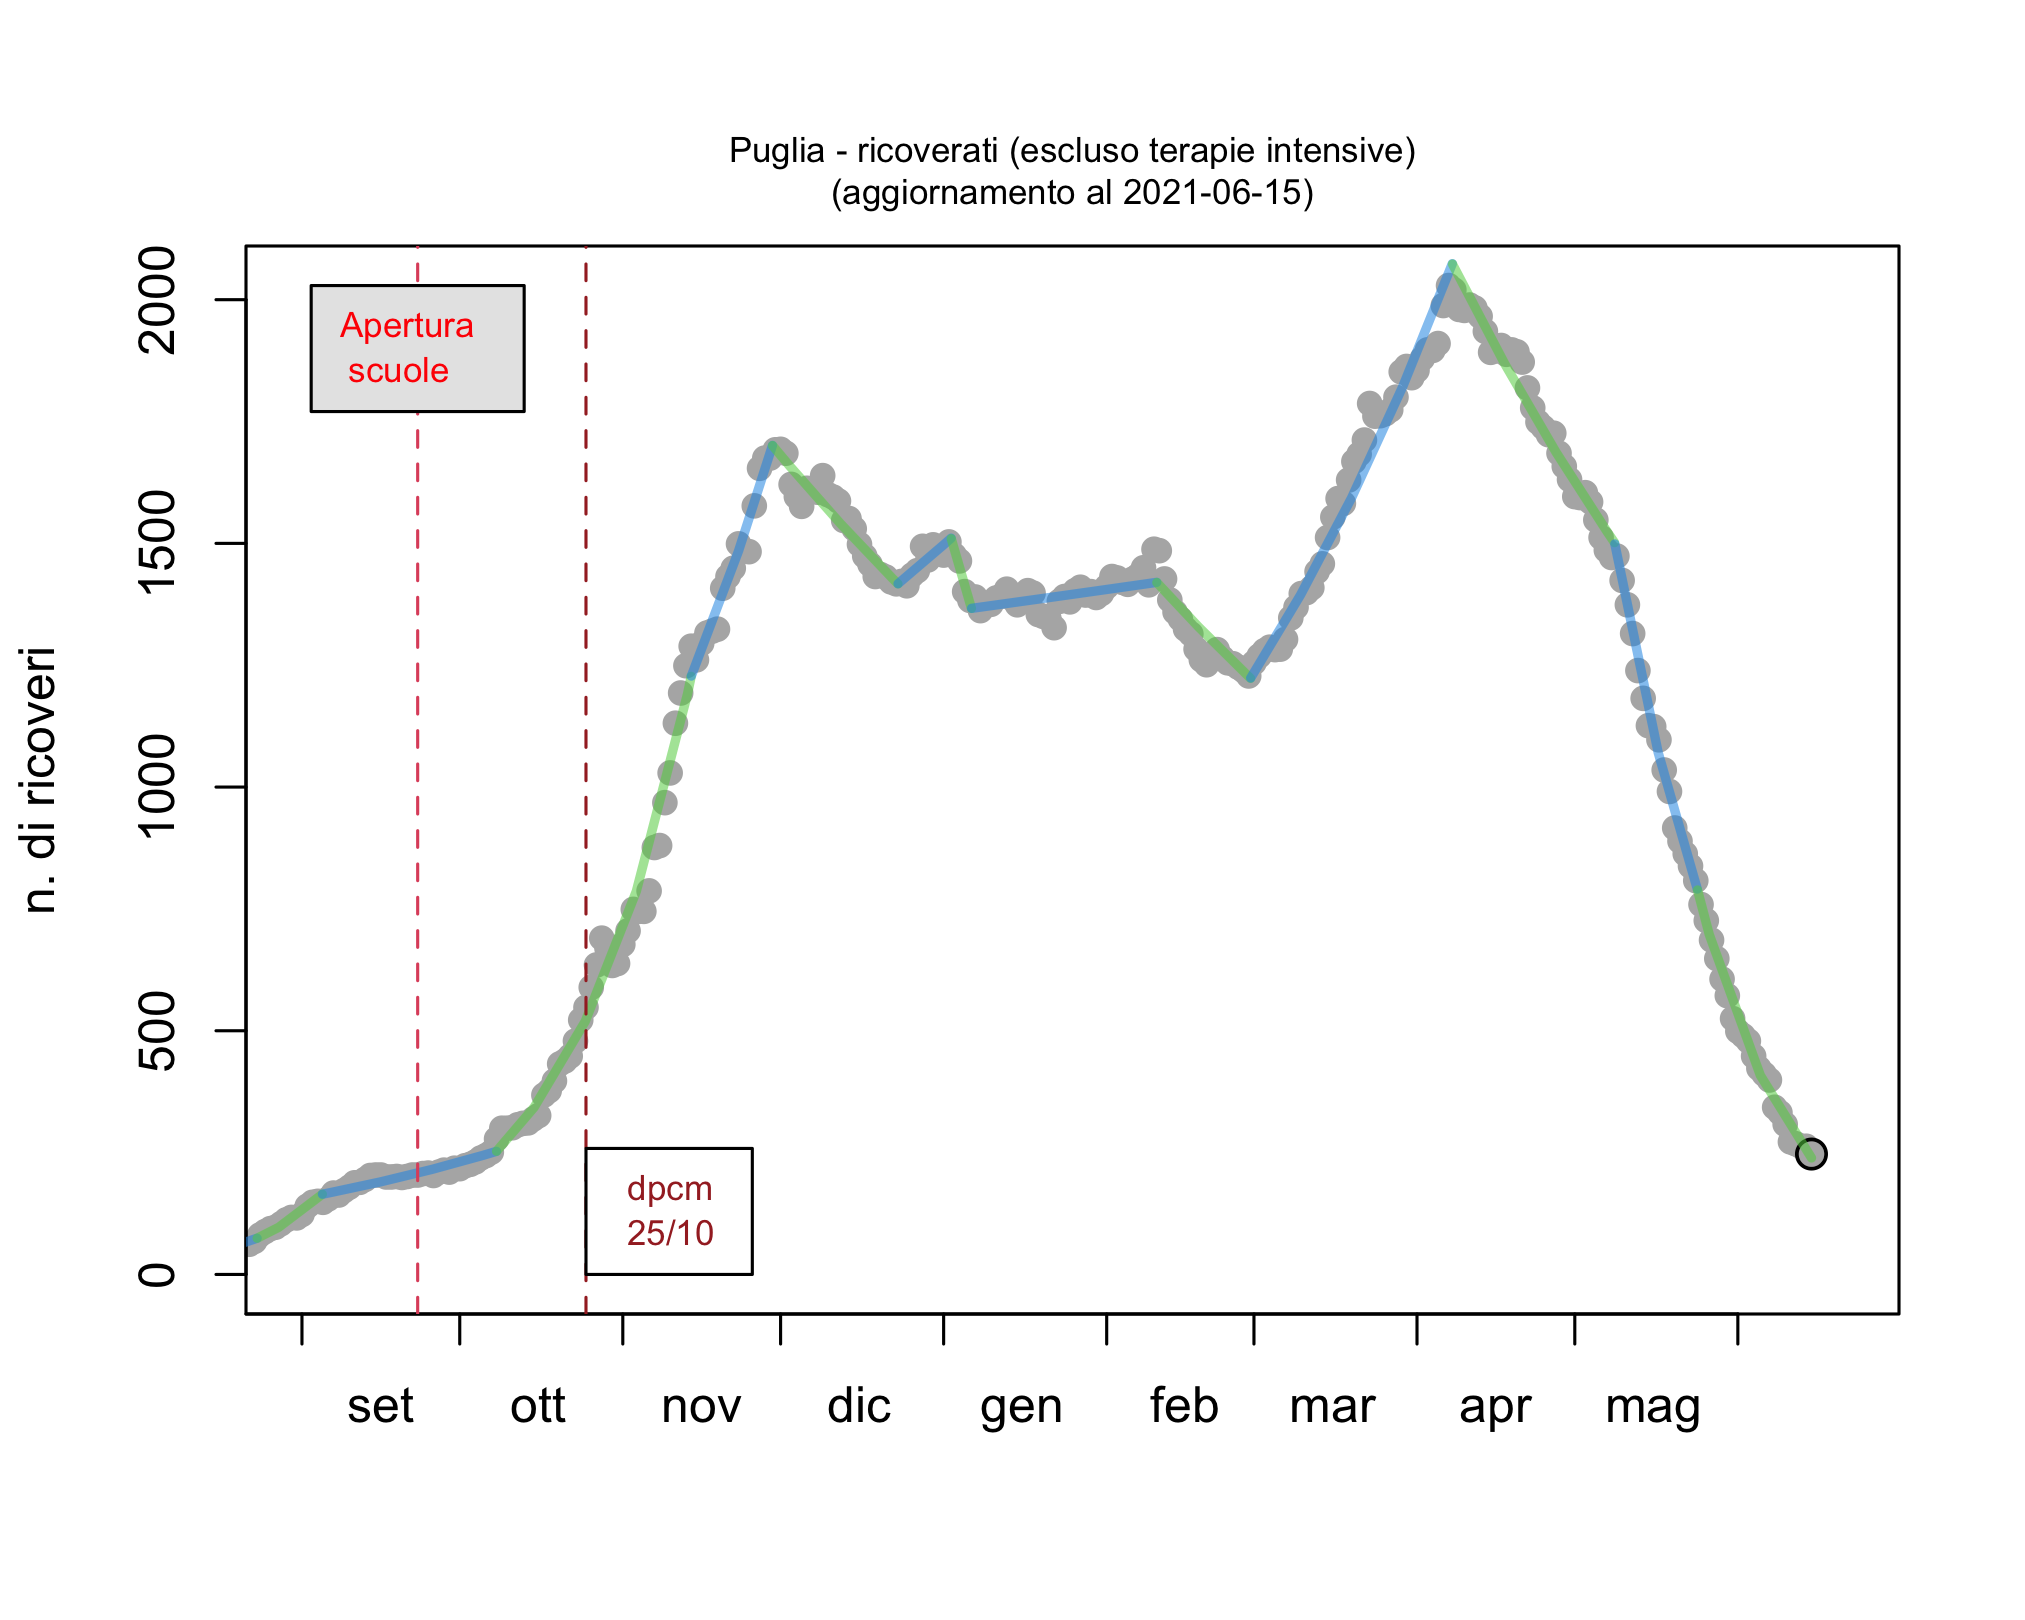 Puglia - ricoverati (escluso terapie intensive)
(aggiornamento al 2021-06-15)
n. di ricoveri
2000
1500
1000
500
0
Apertura
scuole
dpcm
25/10
set ott nov dic gen feb mar apr mag